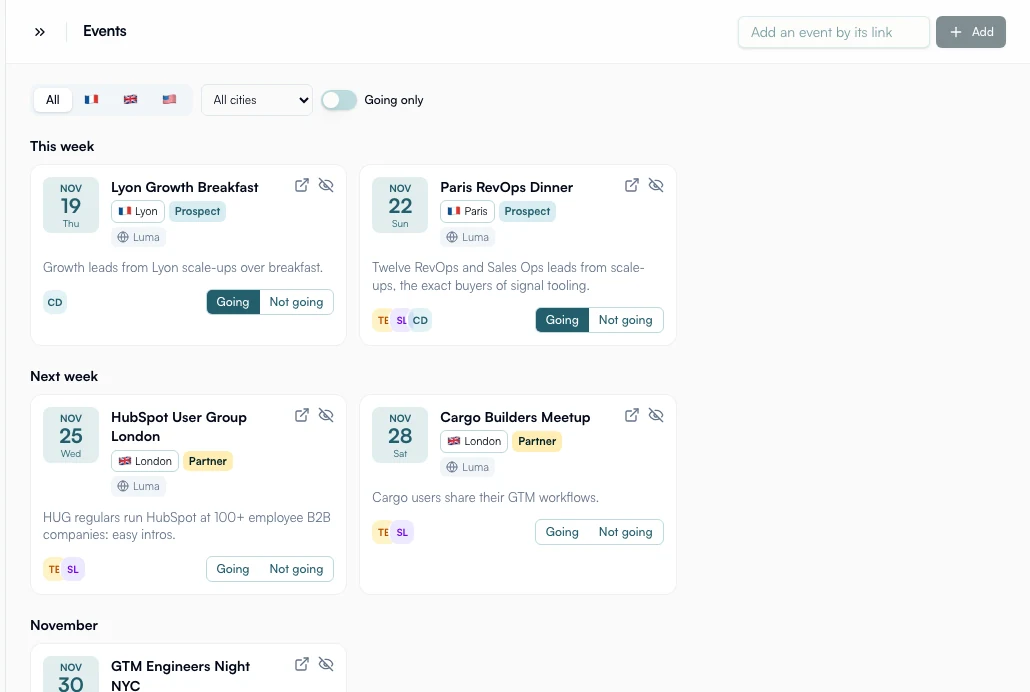 Events
Add an event by its link
Add
All
All cities
Going only
This week
NOV
19
Thu
Lyon Growth Breakfast
Lyon
Prospect
Luma
Growth leads from Lyon scale-ups over breakfast.
CD
Going
Not going
NOV
22
Sun
Paris RevOps Dinner
Paris
Prospect
Luma
Twelve RevOps and Sales Ops leads from scale-
ups, the exact buyers of signal tooling.
TE
SL
CD
Going
Not going
Next week
NOV
25
Wed
HubSpot User Group
London
London
Partner
Luma
HUG regulars run HubSpot at 100+ employee B2B
companies: easy intros.
TE
SL
Going
Not going
NOV
28
Sat
Cargo Builders Meetup
London
Partner
Luma
Cargo users share their GTM workflows.
TE
SL
Going
Not going
November
NOV
30
GTM Engineers Night
NYC